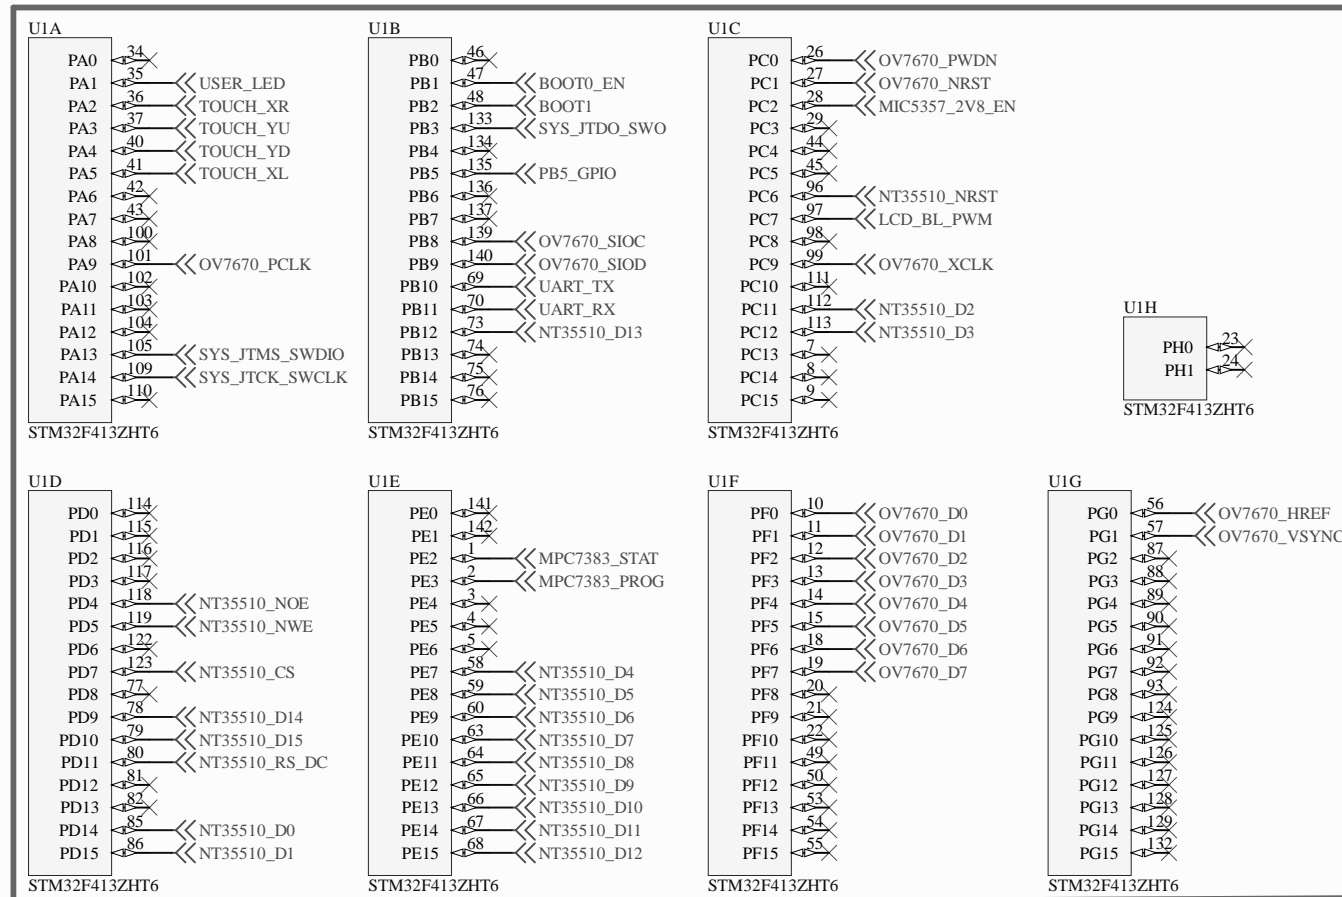 U1A
PA0 34
PA1 35 USER_LED
PA2 36 TOUCH_XR
PA3 37 TOUCH_YU
PA4 40 TOUCH_YD
PA5 41 TOUCH_XL
PA6 42
PA7 43
PA8 100
PA9 101 OV7670_PCLK
PA10 102
PA11 103
PA12 104
PA13 105 SYS_JTMS_SWDIO
PA14 109 SYS_JTCK_SWCLK
PA15 110
STM32F413ZHT6
U1B
PB0 46
PB1 47 BOOT0_EN
PB2 48 BOOT1
PB3 133 SYS_JTDO_SWO
PB4 134
PB5 135 PB5_GPIO
PB6 136
PB7 137
PB8 139 OV7670_SIOC
PB9 140 OV7670_SIOD
PB10 69 UART_TX
PB11 70 UART_RX
PB12 73 NT35510_D13
PB13 74
PB14 75
PB15 76
STM32F413ZHT6
U1C
PC0 26 OV7670_PWDN
PC1 27 OV7670_NRST
PC2 28 MIC5357_2V8_EN
PC3 29
PC4 44
PC5 45
PC6 96 NT35510_NRST
PC7 97 LCD_BL_PWM
PC8 98
PC9 99 OV7670_XCLK
PC10 111
PC11 112 NT35510_D2
PC12 113 NT35510_D3
PC13 7
PC14 8
PC15 9
STM32F413ZHT6
U1H
PH0 23
PH1 24
STM32F413ZHT6
U1D
PD0 114
PD1 115
PD2 116
PD3 117
PD4 118 NT35510_NOE
PD5 119 NT35510_NWE
PD6 122
PD7 123 NT35510_CS
PD8 77
PD9 78 NT35510_D14
PD10 79 NT35510_D15
PD11 80 NT35510_RS_DC
PD12 81
PD13 82
PD14 85 NT35510_D0
PD15 86 NT35510_D1
STM32F413ZHT6
U1E
PE0 141
PE1 142
PE2 1 MPC7383_STAT
PE3 2 MPC7383_PROG
PE4 3
PE5 4
PE6 5
PE7 58 NT35510_D4
PE8 59 NT35510_D5
PE9 60 NT35510_D6
PE10 63 NT35510_D7
PE11 64 NT35510_D8
PE12 65 NT35510_D9
PE13 66 NT35510_D10
PE14 67 NT35510_D11
PE15 68 NT35510_D12
STM32F413ZHT6
U1F
PF0 10 OV7670_D0
PF1 11 OV7670_D1
PF2 12 OV7670_D2
PF3 13 OV7670_D3
PF4 14 OV7670_D4
PF5 15 OV7670_D5
PF6 18 OV7670_D6
PF7 19 OV7670_D7
PF8 20
PF9 21
PF10 22
PF11 49
PF12 50
PF13 53
PF14 54
PF15 55
STM32F413ZHT6
U1G
PG0 56 OV7670_HREF
PG1 57 OV7670_VSYNC
PG2 87
PG3 88
PG4 89
PG5 90
PG6 91
PG7 92
PG8 93
PG9 124
PG10 125
PG11 126
PG12 127
PG13 128
PG14 129
PG15 132
STM32F413ZHT6